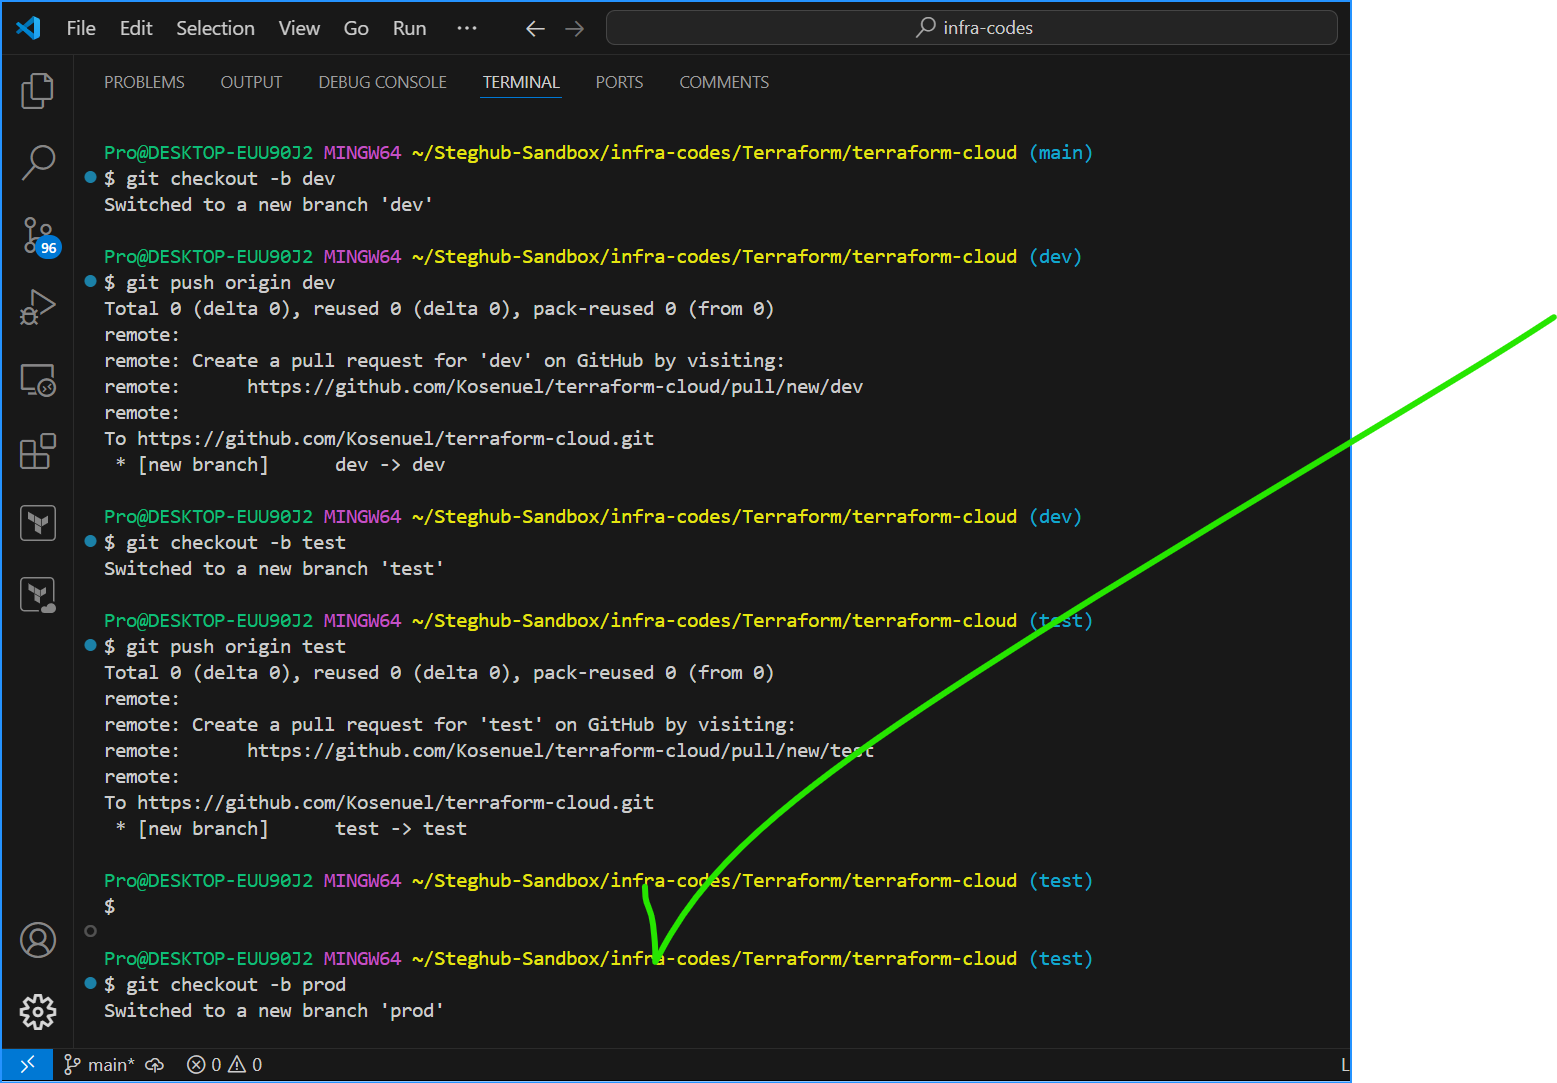 File Edit Selection View Go Run ··· infra-codes
PROBLEMS OUTPUT DEBUG CONSOLE TERMINAL PORTS COMMENTS
Pro@DESKTOP-EUU90J2 MINGW64 ~/Steghub-Sandbox/infra-codes/Terraform/terraform-cloud (main)
$ git checkout -b dev
Switched to a new branch 'dev'
Pro@DESKTOP-EUU90J2 MINGW64 ~/Steghub-Sandbox/infra-codes/Terraform/terraform-cloud (dev)
$ git push origin dev
Total 0 (delta 0), reused 0 (delta 0), pack-reused 0 (from 0)
remote:
remote: Create a pull request for 'dev' on GitHub by visiting:
remote:      https://github.com/Kosenuel/terraform-cloud/pull/new/dev
remote:
To https://github.com/Kosenuel/terraform-cloud.git
 * [new branch]      dev -> dev
Pro@DESKTOP-EUU90J2 MINGW64 ~/Steghub-Sandbox/infra-codes/Terraform/terraform-cloud (dev)
$ git checkout -b test
Switched to a new branch 'test'
Pro@DESKTOP-EUU90J2 MINGW64 ~/Steghub-Sandbox/infra-codes/Terraform/terraform-cloud (test)
$ git push origin test
Total 0 (delta 0), reused 0 (delta 0), pack-reused 0 (from 0)
remote:
remote: Create a pull request for 'test' on GitHub by visiting:
remote:      https://github.com/Kosenuel/terraform-cloud/pull/new/test
remote:
To https://github.com/Kosenuel/terraform-cloud.git
 * [new branch]      test -> test
Pro@DESKTOP-EUU90J2 MINGW64 ~/Steghub-Sandbox/infra-codes/Terraform/terraform-cloud (test)
$
Pro@DESKTOP-EUU90J2 MINGW64 ~/Steghub-Sandbox/infra-codes/Terraform/terraform-cloud (test)
$ git checkout -b prod
Switched to a new branch 'prod'
96
main* 0 0 L